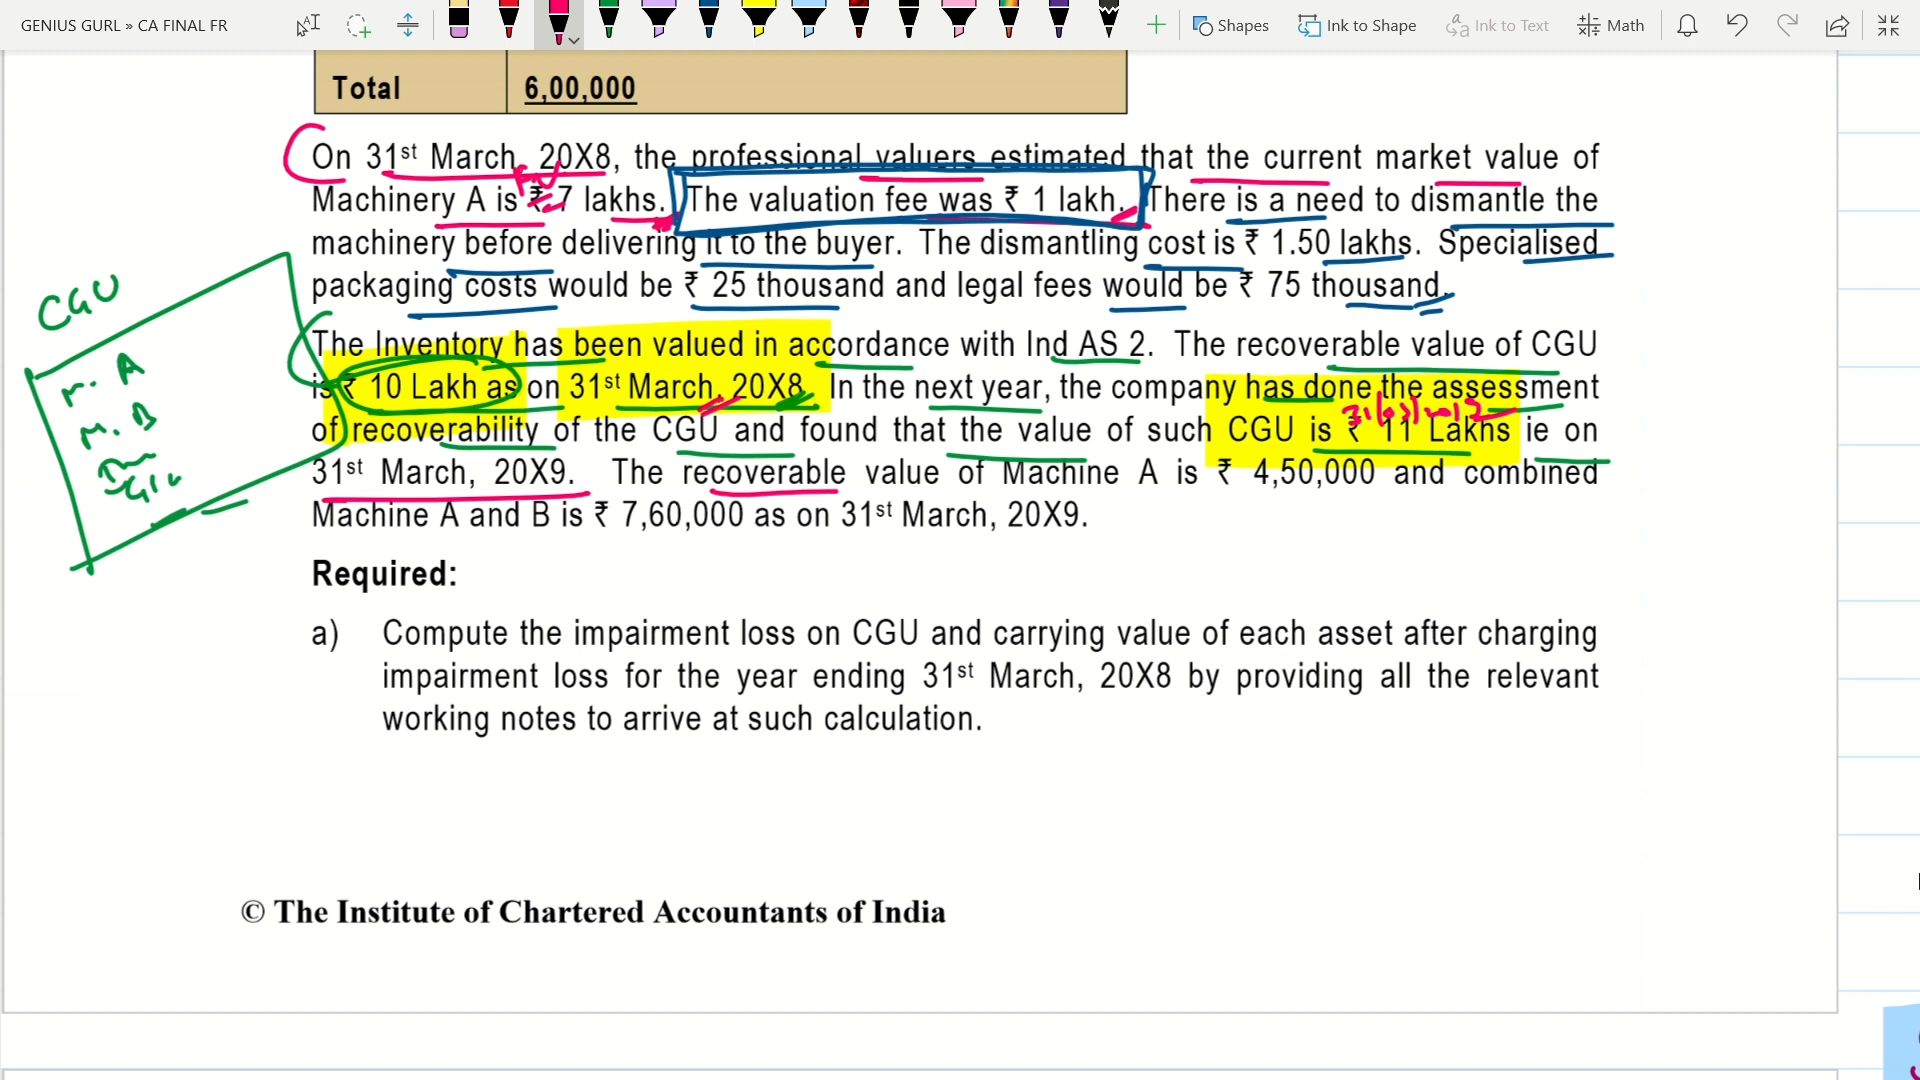 GENIUS GURL » CA FINAL FR
Shapes
Ink to Shape
Ink to Text
Math
Total 6,00,000
On 31st March, 20X8, the professional valuers estimated that the current market value of
Machinery A is ₹ 7 lakhs. The valuation fee was ₹ 1 lakh. There is a need to dismantle the
machinery before delivering it to the buyer. The dismantling cost is ₹ 1.50 lakhs. Specialised
packaging costs would be ₹ 25 thousand and legal fees would be ₹ 75 thousand.
CGU
M. A
M. B
The Inventory has been valued in accordance with Ind AS 2. The recoverable value of CGU
is ₹ 10 Lakh as on 31st March, 20X8. In the next year, the company has done the assessment
of recoverability of the CGU and found that the value of such CGU is ₹ 11 Lakhs ie on
31st March, 20X9. The recoverable value of Machine A is ₹ 4,50,000 and combined
Machine A and B is ₹ 7,60,000 as on 31st March, 20X9.
Required:
a) Compute the impairment loss on CGU and carrying value of each asset after charging
impairment loss for the year ending 31st March, 20X8 by providing all the relevant
working notes to arrive at such calculation.
© The Institute of Chartered Accountants of India